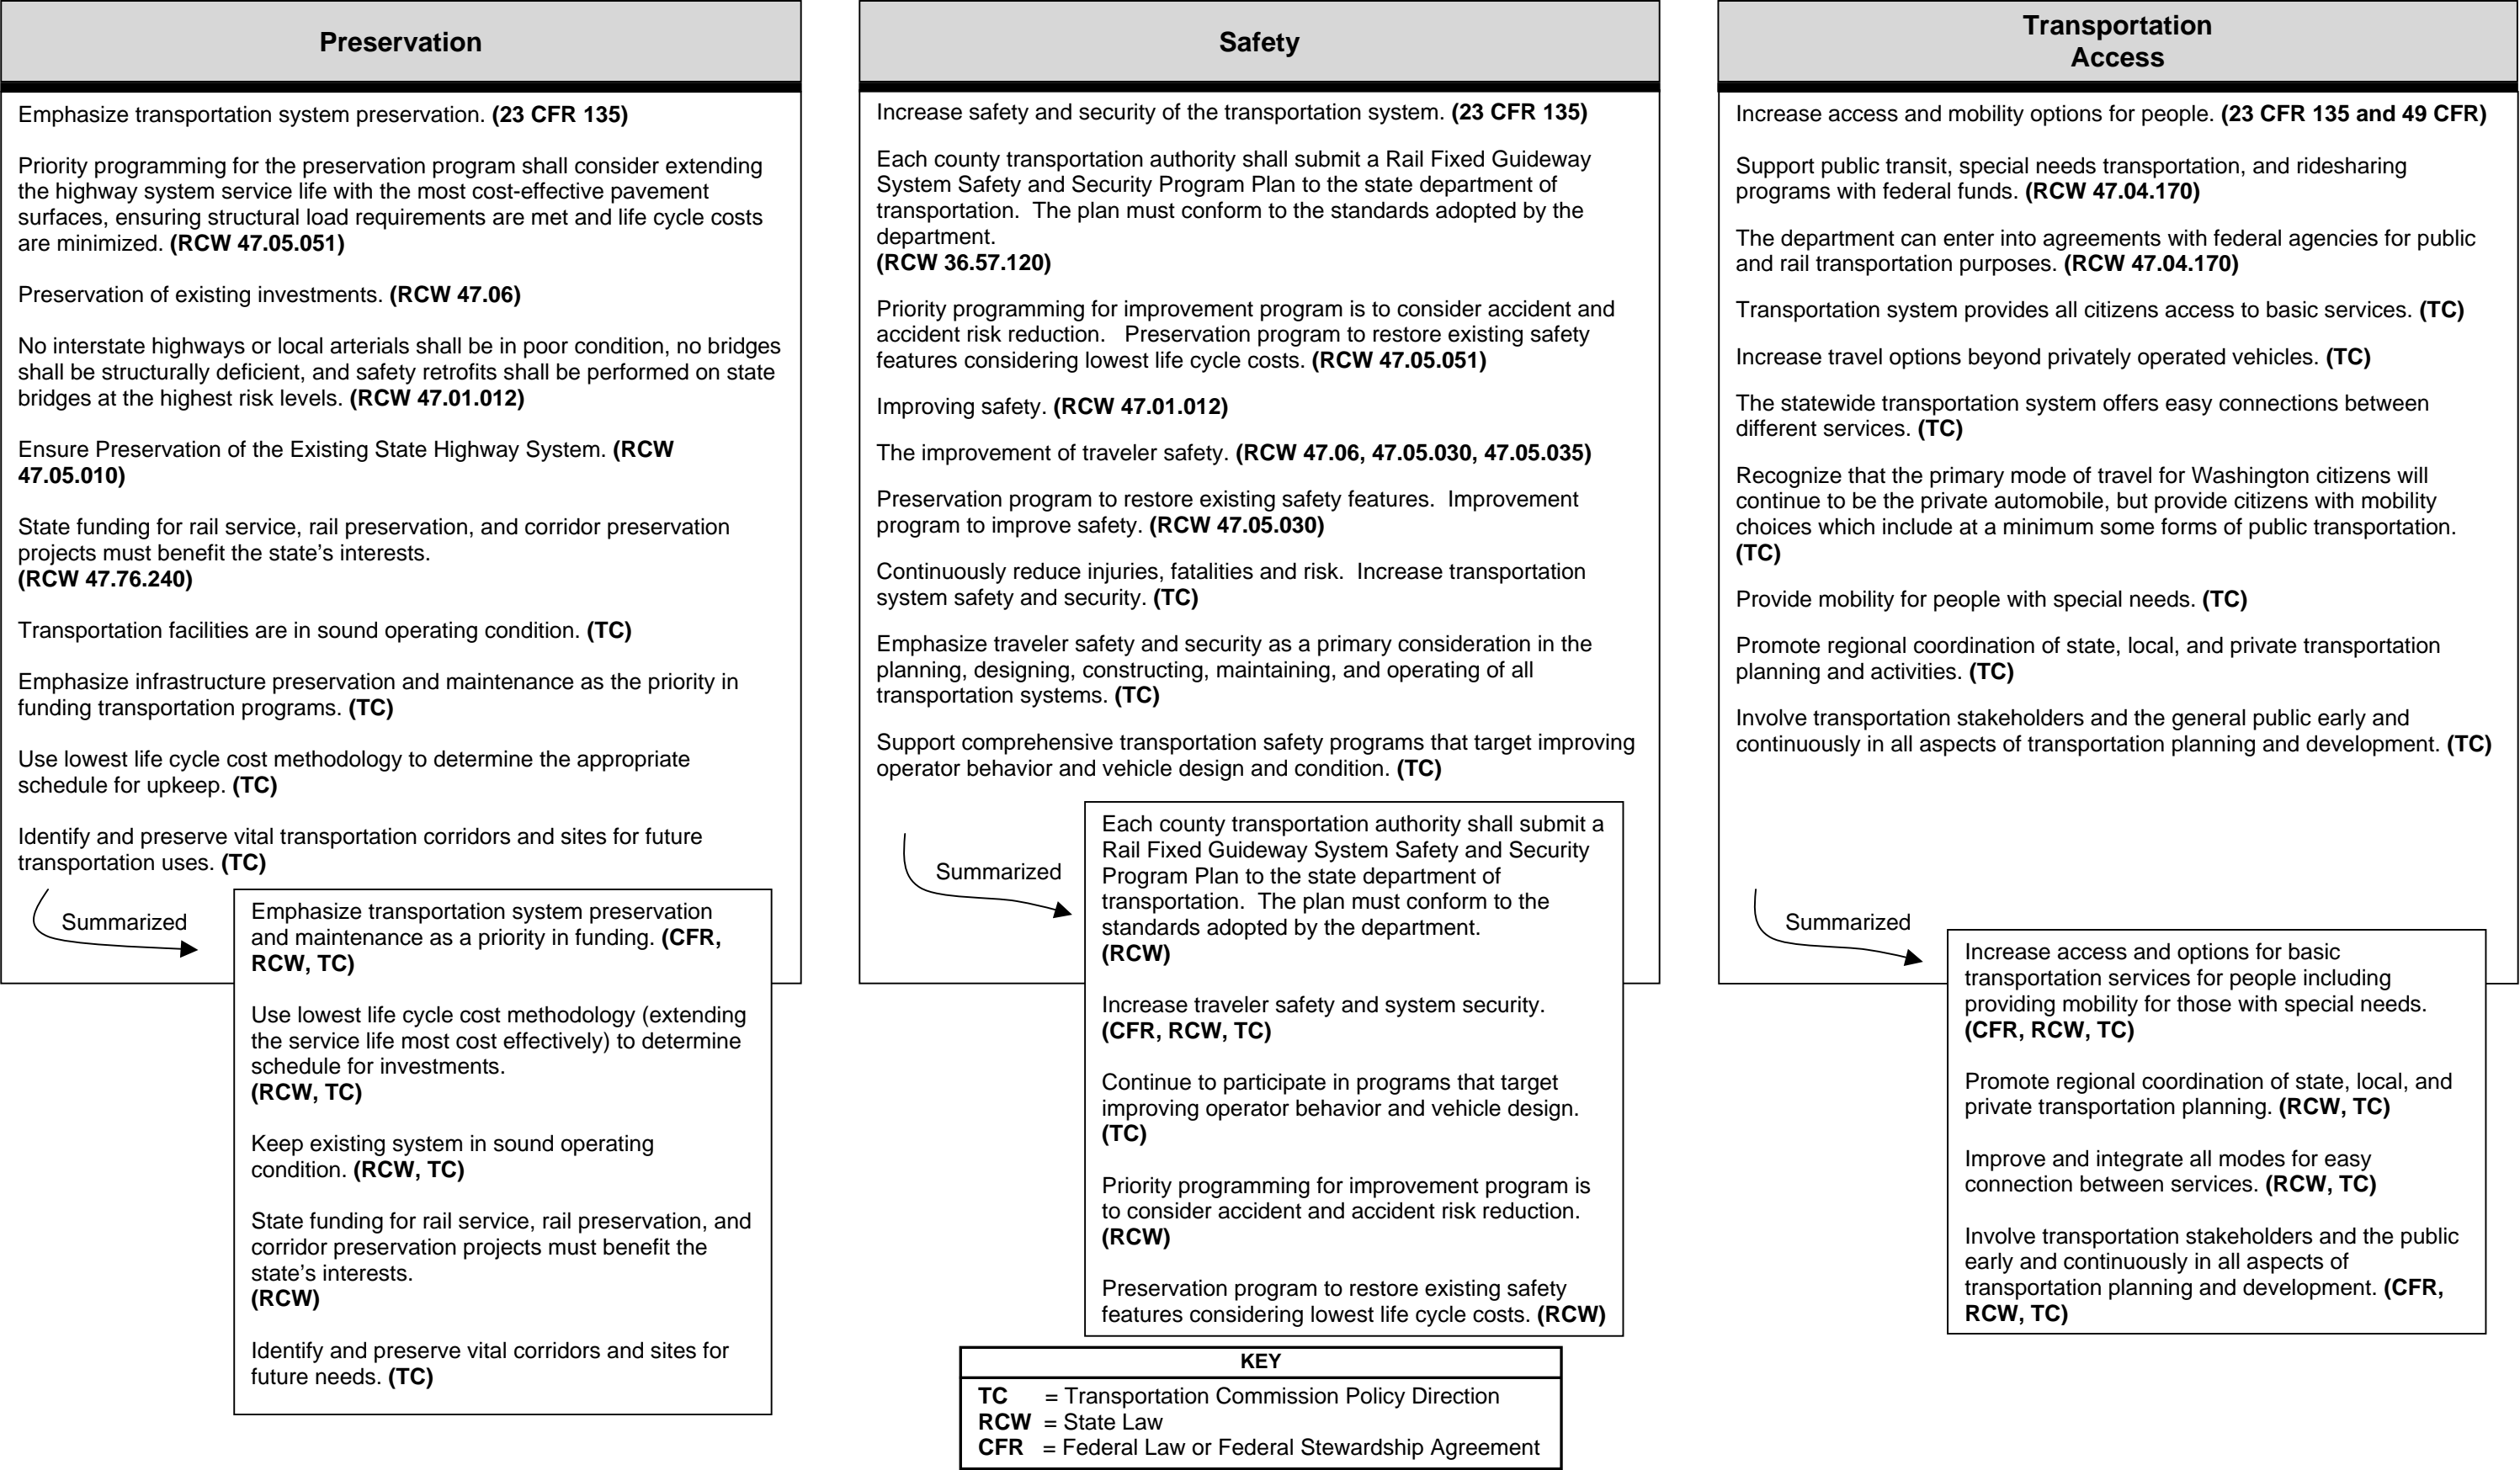 Preservation
Emphasize transportation system preservation. (23 CFR 135)
Priority programming for the preservation program shall consider extending
the highway system service life with the most cost-effective pavement
surfaces, ensuring structural load requirements are met and life cycle costs
are minimized. (RCW 47.05.051)
Preservation of existing investments. (RCW 47.06)
No interstate highways or local arterials shall be in poor condition, no bridges
shall be structurally deficient, and safety retrofits shall be performed on state
bridges at the highest risk levels. (RCW 47.01.012)
Ensure Preservation of the Existing State Highway System. (RCW
47.05.010)
State funding for rail service, rail preservation, and corridor preservation
projects must benefit the state’s interests.
(RCW 47.76.240)
Transportation facilities are in sound operating condition. (TC)
Emphasize infrastructure preservation and maintenance as the priority in
funding transportation programs. (TC)
Use lowest life cycle cost methodology to determine the appropriate
schedule for upkeep. (TC)
Identify and preserve vital transportation corridors and sites for future
transportation uses. (TC)
Summarized
Emphasize transportation system preservation
and maintenance as a priority in funding. (CFR,
RCW, TC)
Use lowest life cycle cost methodology (extending
the service life most cost effectively) to determine
schedule for investments.
(RCW, TC)
Keep existing system in sound operating
condition. (RCW, TC)
State funding for rail service, rail preservation, and
corridor preservation projects must benefit the
state’s interests.
(RCW)
Identify and preserve vital corridors and sites for
future needs. (TC)
Safety
Increase safety and security of the transportation system. (23 CFR 135)
Each county transportation authority shall submit a Rail Fixed Guideway
System Safety and Security Program Plan to the state department of
transportation.  The plan must conform to the standards adopted by the
department.
(RCW 36.57.120)
Priority programming for improvement program is to consider accident and
accident risk reduction.   Preservation program to restore existing safety
features considering lowest life cycle costs. (RCW 47.05.051)
Improving safety. (RCW 47.01.012)
The improvement of traveler safety. (RCW 47.06, 47.05.030, 47.05.035)
Preservation program to restore existing safety features.  Improvement
program to improve safety. (RCW 47.05.030)
Continuously reduce injuries, fatalities and risk.  Increase transportation
system safety and security. (TC)
Emphasize traveler safety and security as a primary consideration in the
planning, designing, constructing, maintaining, and operating of all
transportation systems. (TC)
Support comprehensive transportation safety programs that target improving
operator behavior and vehicle design and condition. (TC)
Summarized
Each county transportation authority shall submit a
Rail Fixed Guideway System Safety and Security
Program Plan to the state department of
transportation.  The plan must conform to the
standards adopted by the department.
(RCW)
Increase traveler safety and system security.
(CFR, RCW, TC)
Continue to participate in programs that target
improving operator behavior and vehicle design.
(TC)
Priority programming for improvement program is
to consider accident and accident risk reduction.
(RCW)
Preservation program to restore existing safety
features considering lowest life cycle costs. (RCW)
Transportation
Access
Increase access and mobility options for people. (23 CFR 135 and 49 CFR)
Support public transit, special needs transportation, and ridesharing
programs with federal funds. (RCW 47.04.170)
The department can enter into agreements with federal agencies for public
and rail transportation purposes. (RCW 47.04.170)
Transportation system provides all citizens access to basic services. (TC)
Increase travel options beyond privately operated vehicles. (TC)
The statewide transportation system offers easy connections between
different services. (TC)
Recognize that the primary mode of travel for Washington citizens will
continue to be the private automobile, but provide citizens with mobility
choices which include at a minimum some forms of public transportation.
(TC)
Provide mobility for people with special needs. (TC)
Promote regional coordination of state, local, and private transportation
planning and activities. (TC)
Involve transportation stakeholders and the general public early and
continuously in all aspects of transportation planning and development. (TC)
Summarized
Increase access and options for basic
transportation services for people including
providing mobility for those with special needs.
(CFR, RCW, TC)
Promote regional coordination of state, local, and
private transportation planning. (RCW, TC)
Improve and integrate all modes for easy
connection between services. (RCW, TC)
Involve transportation stakeholders and the public
early and continuously in all aspects of
transportation planning and development. (CFR,
RCW, TC)
KEY
TC = Transportation Commission Policy Direction
RCW = State Law
CFR = Federal Law or Federal Stewardship Agreement